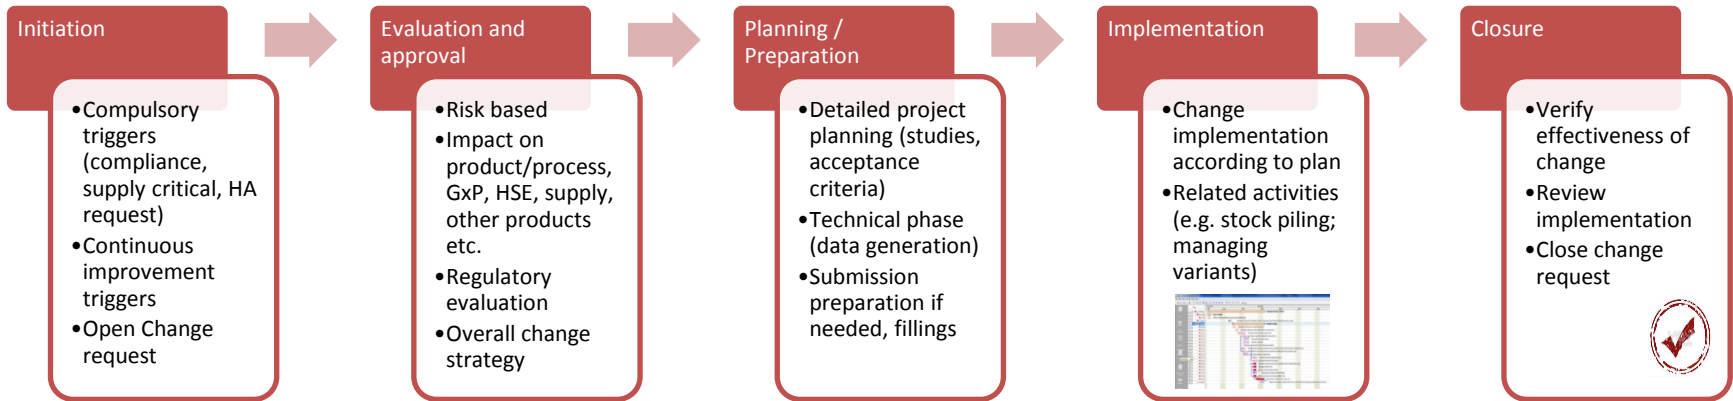 Initiation
•Compulsory
triggers
(compliance,
supply critical, HA
request)
•Continuous
improvement
triggers
•Open Change
request
Evaluation and
approval
•Risk based
•Impact on
product/process,
GxP, HSE, supply,
other products
etc.
•Regulatory
evaluation
•Overall change
strategy
Planning /
Preparation
•Detailed project
planning (studies,
acceptance
criteria)
•Technical phase
(data generation)
•Submission
preparation if
needed, fillings
Implementation
•Change
implementation
according to plan
•Related activities
(e.g. stock piling;
managing
variants)
Closure
•Verify
effectiveness of
change
•Review
implementation
•Close change
request